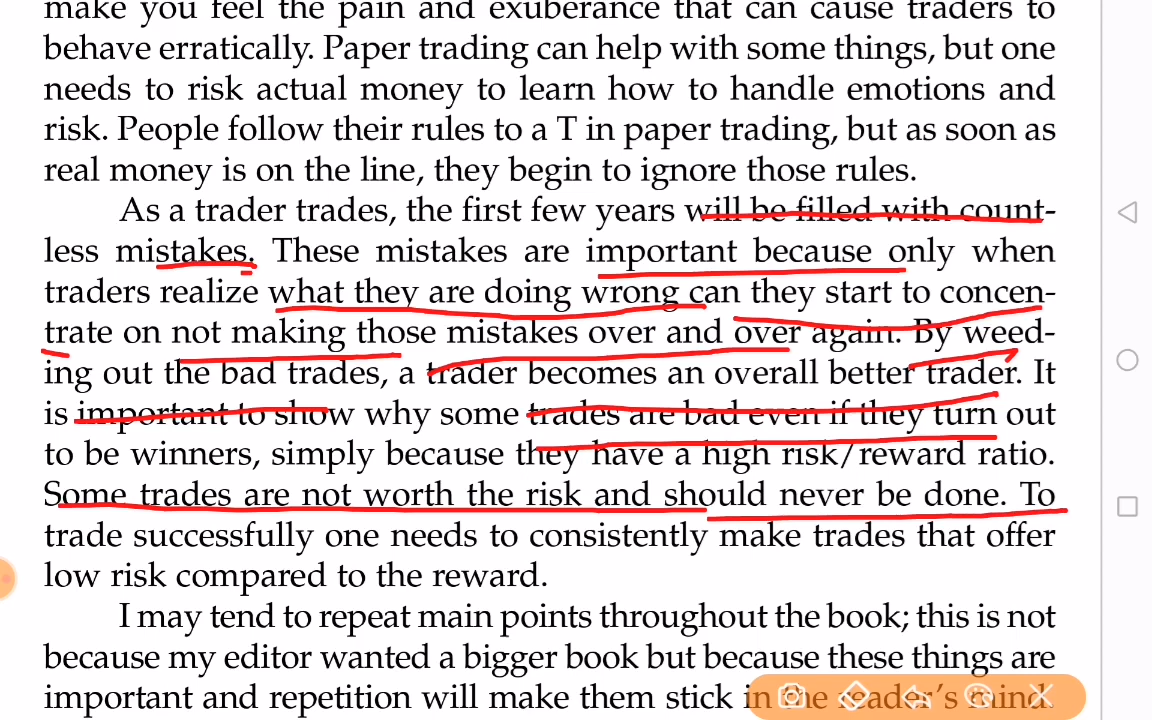 make you feel the pain and exuberance that can cause traders to
behave erratically. Paper trading can help with some things, but one
needs to risk actual money to learn how to handle emotions and
risk. People follow their rules to a T in paper trading, but as soon as
real money is on the line, they begin to ignore those rules.
As a trader trades, the first few years will be filled with count-
less mistakes. These mistakes are important because only when
traders realize what they are doing wrong can they start to concen-
trate on not making those mistakes over and over again. By weed-
ing out the bad trades, a trader becomes an overall better trader. It
is important to show why some trades are bad even if they turn out
to be winners, simply because they have a high risk/reward ratio.
Some trades are not worth the risk and should never be done. To
trade successfully one needs to consistently make trades that offer
low risk compared to the reward.
I may tend to repeat main points throughout the book; this is not
because my editor wanted a bigger book but because these things are
important and repetition will make them stick in the reader's mind.